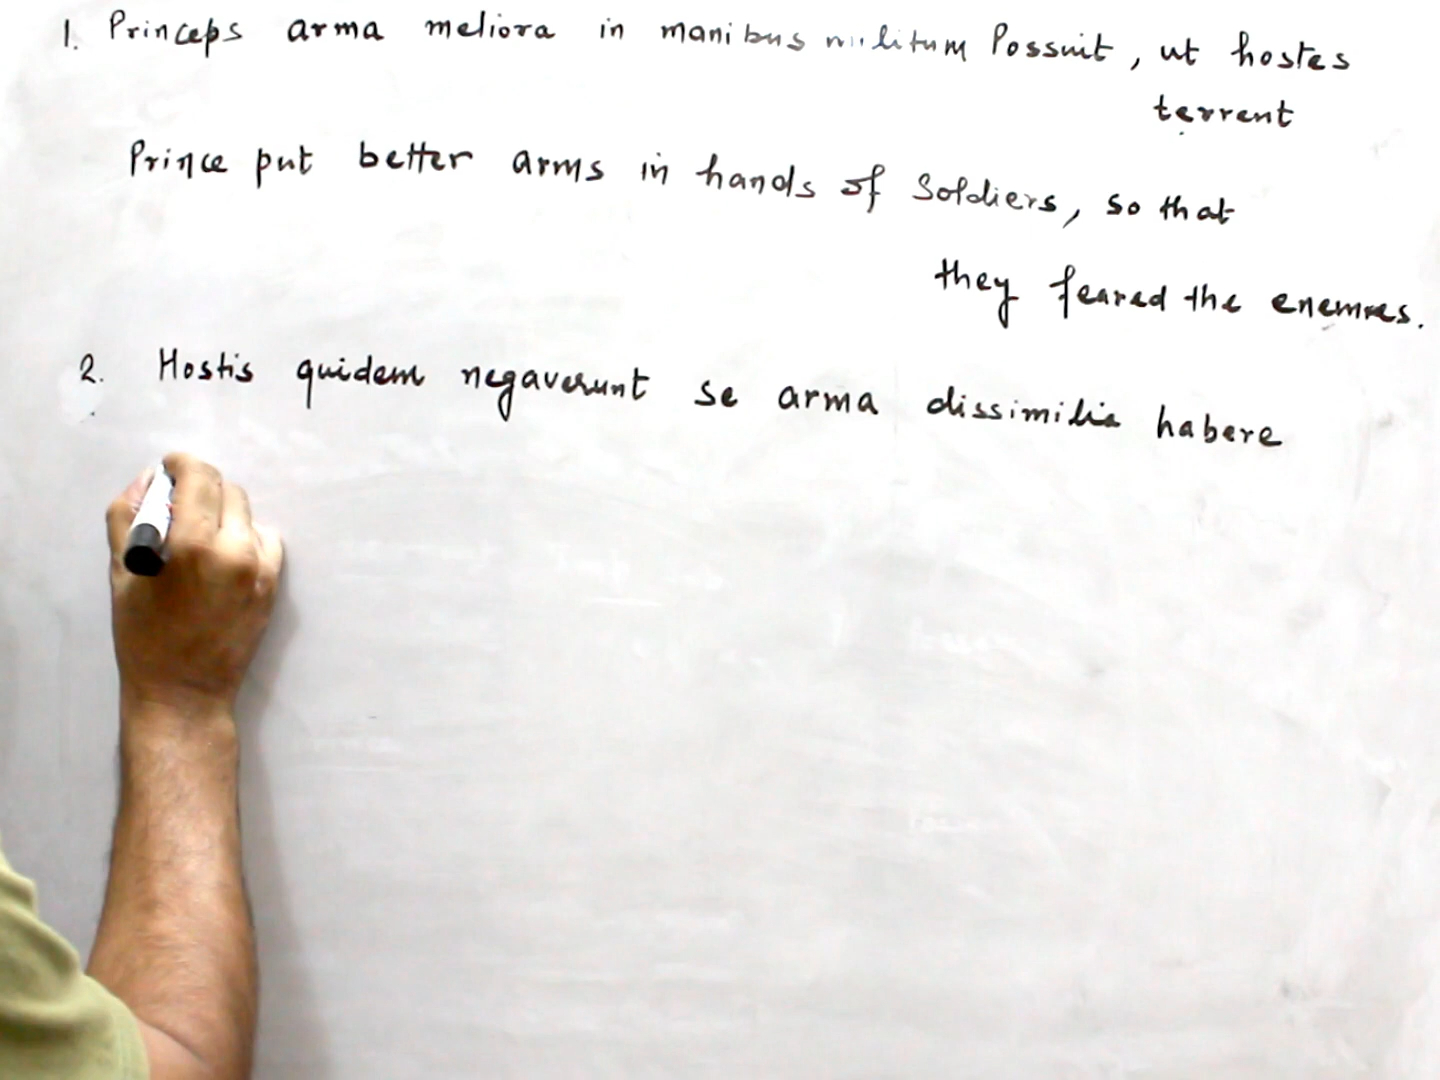 1. Princeps arma meliora in manibus militum Possuit, ut hostes
terrent
Prince put better arms in hands of Soldiers, so that
they feared the enemies.
2. Hostis quidem negaverunt se arma dissimilia habere